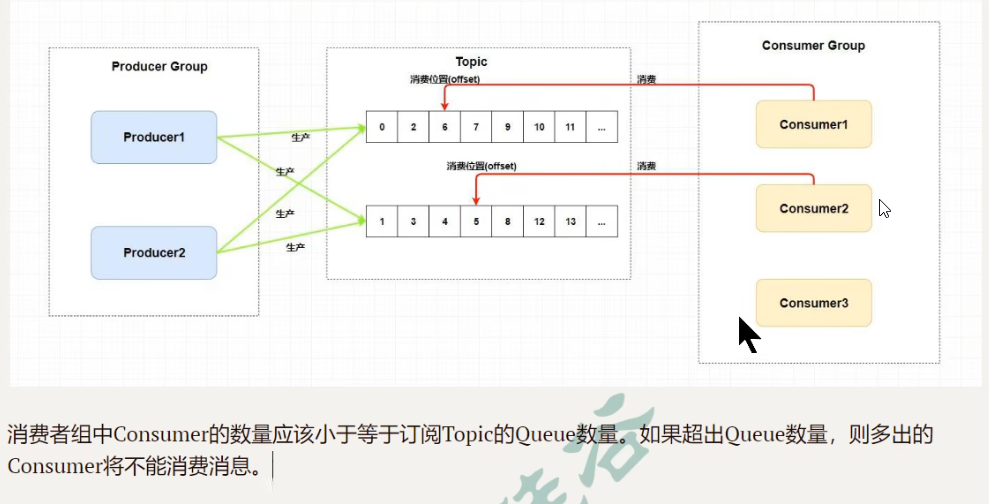 Producer Group
Topic
Consumer Group
消费位置(offset)
消费
Producer1
生产
0 2 6 7 9 10 11 ...
Consumer1
生产
消费位置(offset)
消费
生产
1 3 4 5 8 12 13 ...
Consumer2
Producer2
生产
Consumer3
消费者组中Consumer的数量应该小于等于订阅Topic的Queue数量。如果超出Queue数量，则多出的
Consumer将不能消费消息。